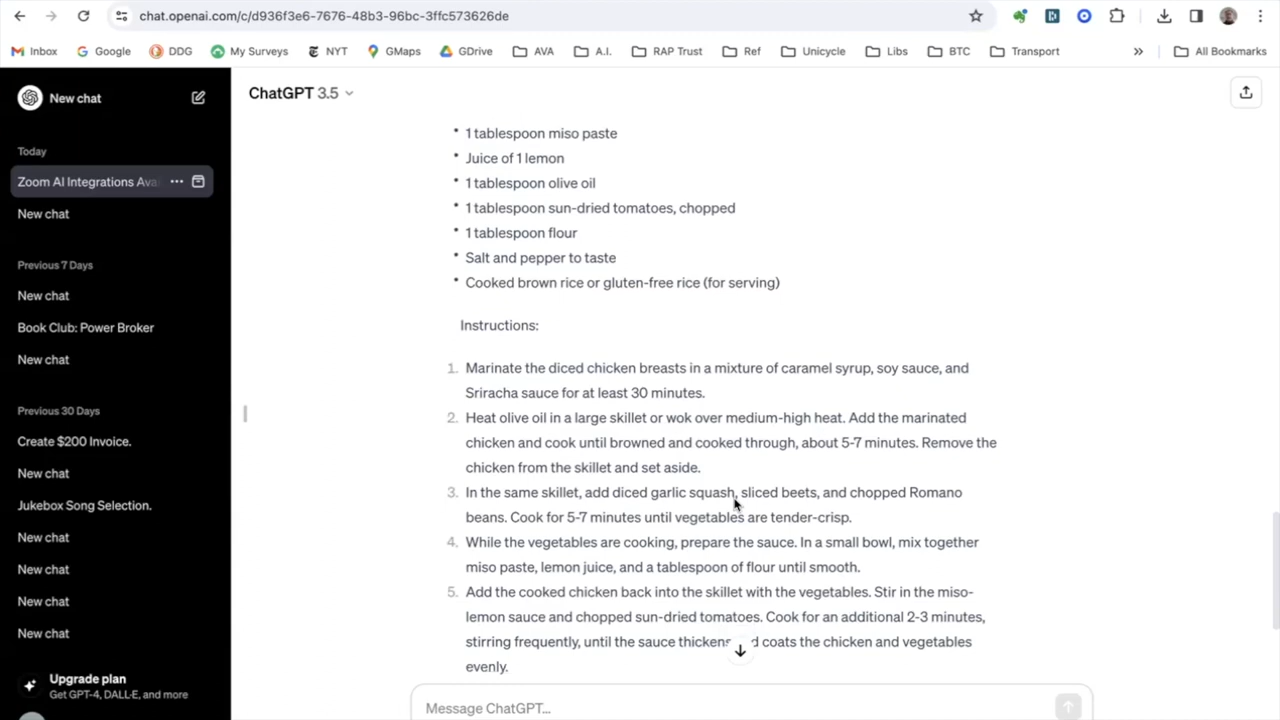 chat.openai.com/c/d936f3e6-7676-48b3-96bc-3ffc573626de
Inbox
Google
DDG
My Surveys
NYT
GMaps
GDrive
AVA
A.I.
RAP Trust
Ref
Unicycle
Libs
BTC
Transport
»
All Bookmarks
New chat
Today
Zoom AI Integrations Ava
New chat
Previous 7 Days
New chat
Book Club: Power Broker
New chat
Previous 30 Days
Create $200 Invoice.
New chat
Jukebox Song Selection.
New chat
New chat
New chat
New chat
Upgrade plan
Get GPT-4, DALL·E, and more
ChatGPT 3.5
• 1 tablespoon miso paste
• Juice of 1 lemon
• 1 tablespoon olive oil
• 1 tablespoon sun-dried tomatoes, chopped
• 1 tablespoon flour
• Salt and pepper to taste
• Cooked brown rice or gluten-free rice (for serving)
Instructions:
1. Marinate the diced chicken breasts in a mixture of caramel syrup, soy sauce, and
Sriracha sauce for at least 30 minutes.
2. Heat olive oil in a large skillet or wok over medium-high heat. Add the marinated
chicken and cook until browned and cooked through, about 5-7 minutes. Remove the
chicken from the skillet and set aside.
3. In the same skillet, add diced garlic squash, sliced beets, and chopped Romano
beans. Cook for 5-7 minutes until vegetables are tender-crisp.
4. While the vegetables are cooking, prepare the sauce. In a small bowl, mix together
miso paste, lemon juice, and a tablespoon of flour until smooth.
5. Add the cooked chicken back into the skillet with the vegetables. Stir in the miso-
lemon sauce and chopped sun-dried tomatoes. Cook for an additional 2-3 minutes,
stirring frequently, until the sauce thickens d coats the chicken and vegetables
evenly.
Message ChatGPT...